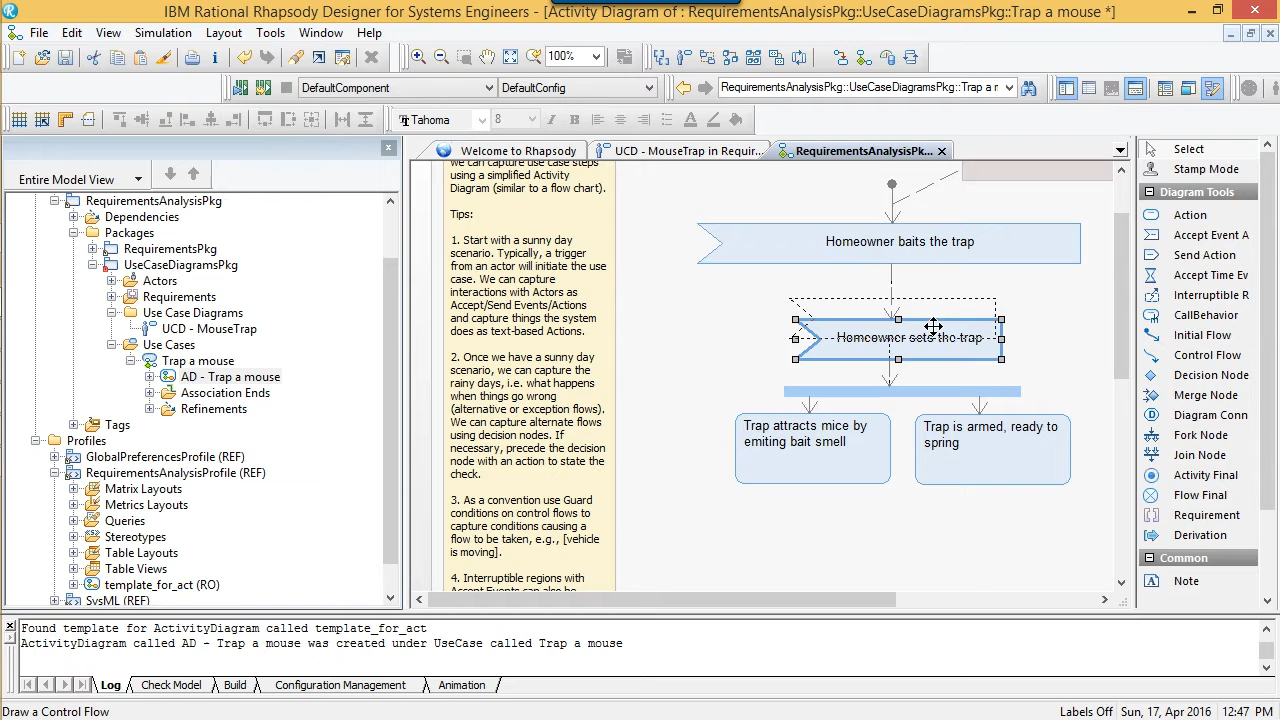 IBM Rational Rhapsody Designer for Systems Engineers - [Activity Diagram of : RequirementsAnalysisPkg::UseCaseDiagramsPkg::Trap a mouse *]
File Edit View Simulation Layout Tools Window Help
100%
DefaultComponent DefaultConfig RequirementsAnalysisPkg::UseCaseDiagramsPkg::Trap a
Tahoma 8
Welcome to Rhapsody UCD - MouseTrap in Requir... RequirementsAnalysisPk...
Entire Model View
RequirementsAnalysisPkg
Dependencies
Packages
RequirementsPkg
UseCaseDiagramsPkg
Actors
Requirements
Use Case Diagrams
UCD - MouseTrap
Use Cases
Trap a mouse
AD - Trap a mouse
Association Ends
Refinements
Tags
Profiles
GlobalPreferencesProfile (REF)
RequirementsAnalysisProfile (REF)
Matrix Layouts
Metrics Layouts
Queries
Stereotypes
Table Layouts
Table Views
template_for_act (RO)
SysML (REF)
we can capture use case steps
using a simplified Activity
Diagram (similar to a flow chart).
Tips:
1. Start with a sunny day
scenario. Typically, a trigger
from an actor will initiate the use
case. We can capture
interactions with Actors as
Accept/Send Events/Actions
and capture things the system
does as text-based Actions.
2. Once we have a sunny day
scenario, we can capture the
rainy days, i.e. what happens
when things go wrong
(alternative or exception flows).
We can capture alternate flows
using decision nodes. If
necessary, precede the decision
node with an action to state the
check.
3. As a convention use Guard
conditions on control flows to
capture conditions causing a
flow to be taken, e.g., [vehicle
is moving].
4. Interruptible regions with
Accept Events can also be
Homeowner baits the trap
Homeowner sets the trap
Trap attracts mice by
emiting bait smell
Trap is armed, ready to
spring
Select
Stamp Mode
Diagram Tools
Action
Accept Event A
Send Action
Accept Time Ev
Interruptible R
CallBehavior
Initial Flow
Control Flow
Decision Node
Merge Node
Diagram Conn
Fork Node
Join Node
Activity Final
Flow Final
Requirement
Derivation
Common
Note
Found template for ActivityDiagram called template_for_act
ActivityDiagram called AD - Trap a mouse was created under UseCase called Trap a mouse
Log Check Model Build Configuration Management Animation
Draw a Control Flow Labels Off Sun, 17, Apr 2016 12:47 PM